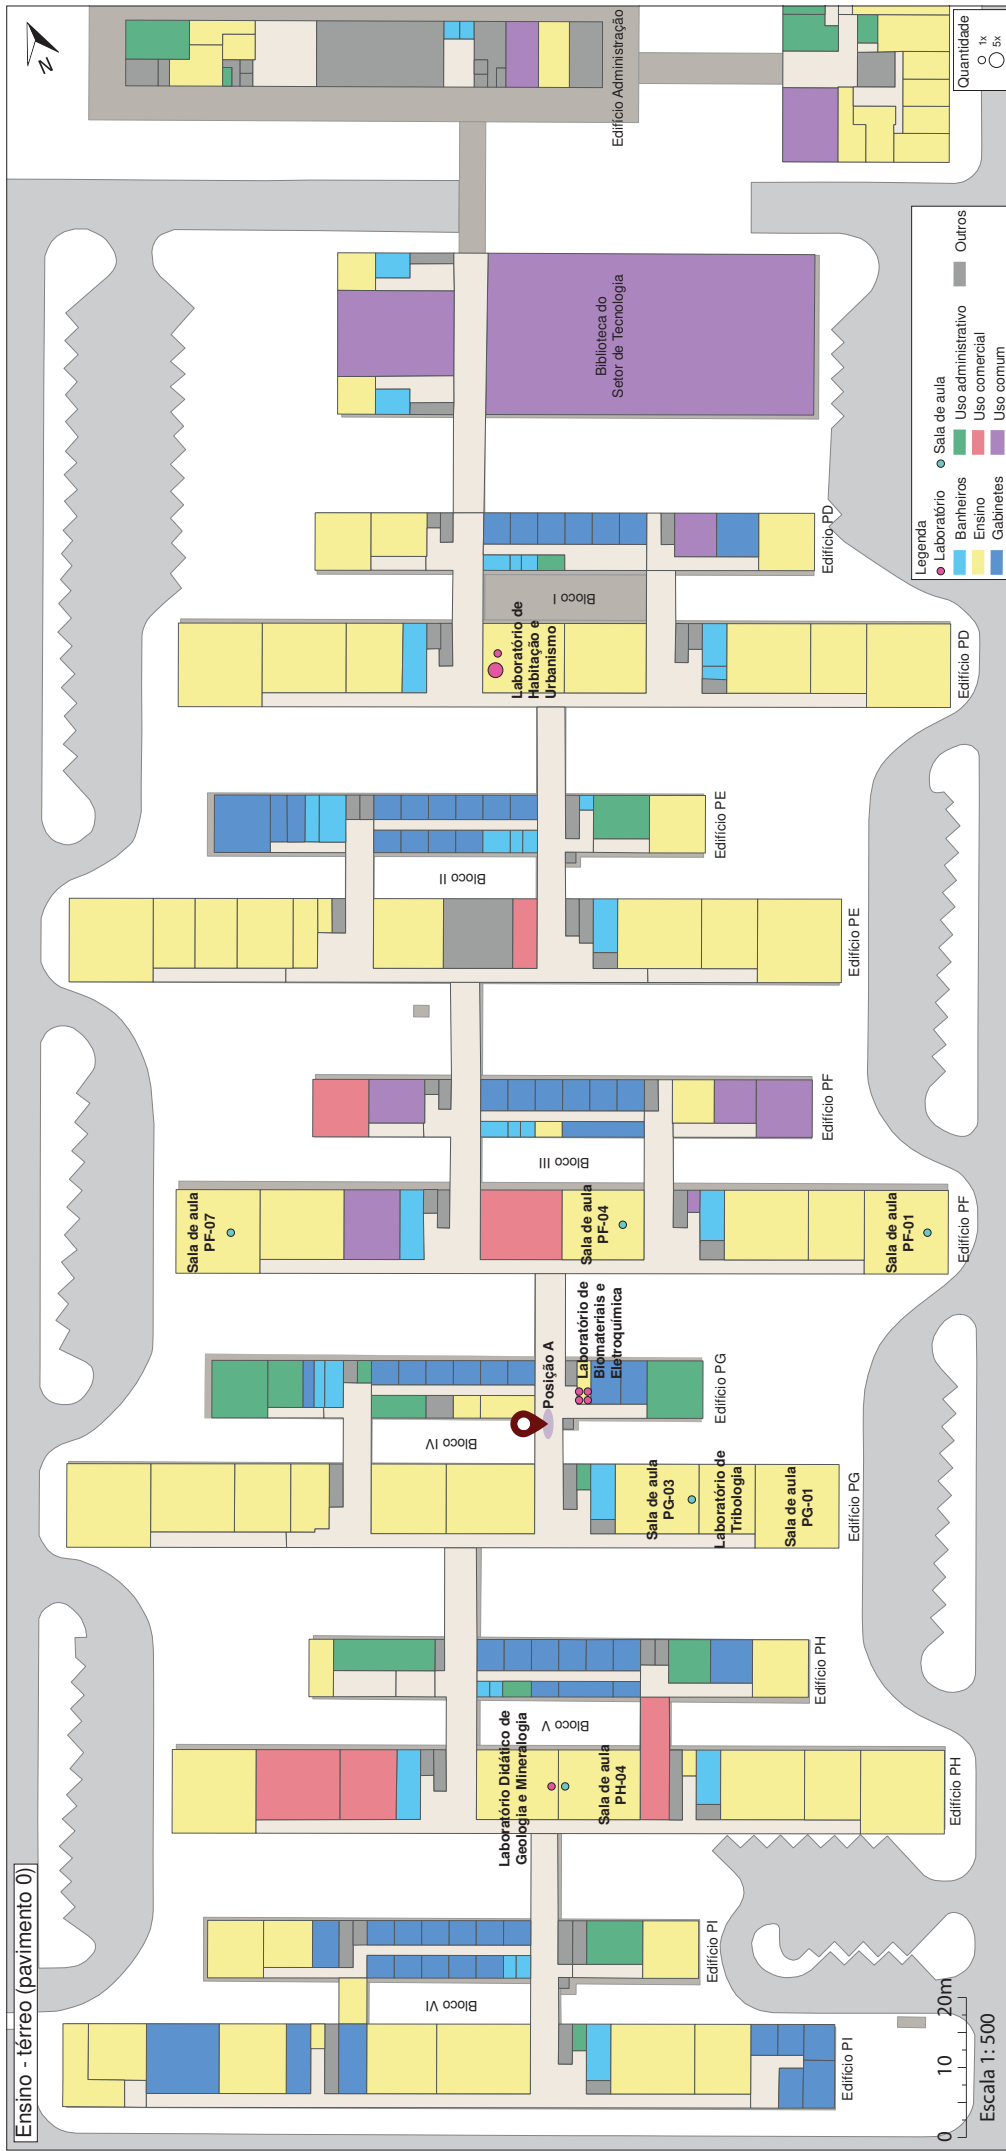 N
Edifício Administração
Quantidade
1x
5x
Biblioteca do
Setor de Tecnologia
Legenda
Laboratório
Sala de aula
Banheiros
Uso administrativo
Outros
Ensino
Uso comercial
Gabinetes
Uso comum
Edifício PD
Bloco I
Laboratório de
Habitação e
Urbanismo
Edifício PD
Edifício PE
Bloco II
Edifício PE
Edifício PF
Bloco III
Sala de aula
PF-07
Sala de aula
PF-04
Sala de aula
PF-01
Edifício PF
Posição A
Laboratório de
Biomateriais e
Eletroquímica
Edifício PG
Bloco IV
Sala de aula
PG-03
Laboratório de
Tribologia
Sala de aula
PG-01
Edifício PG
Edifício PH
Bloco V
Laboratório Didático de
Geologia e Mineralogia
Sala de aula
PH-04
Edifício PH
Edifício PI
Bloco VI
Edifício PI
Ensino - térreo (pavimento 0)
0 10 20m
Escala 1: 500